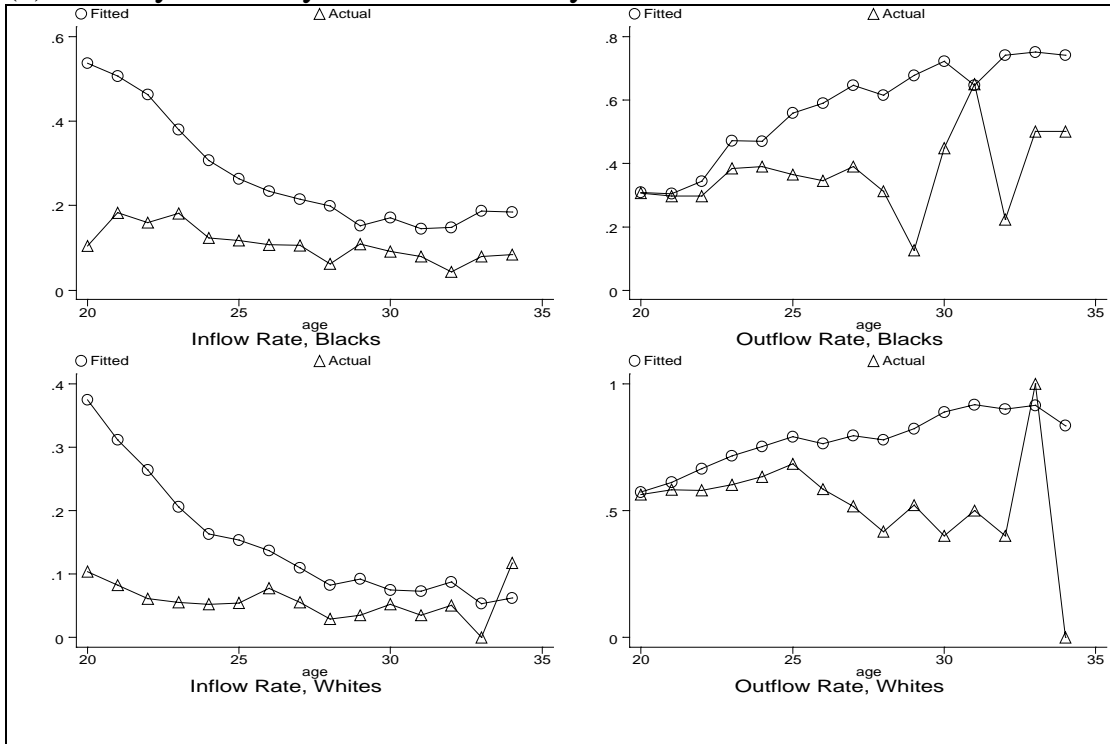 Fitted Actual Fitted Actual
.6
.4
.2
0
20 25 30 35
age
Inflow Rate, Blacks
.8
.6
.4
.2
0
20 25 30 35
age
Outflow Rate, Blacks
Fitted Actual Fitted Actual
.4
.3
.2
.1
0
20 25 30 35
age
Inflow Rate, Whites
1
.5
0
20 25 30 35
age
Outflow Rate, Whites